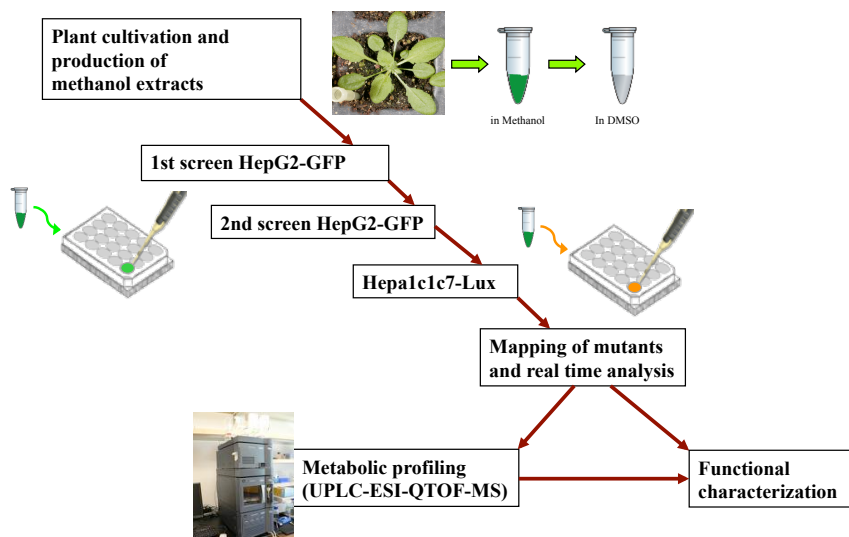 Plant cultivation and
production of
methanol extracts
in Methanol
In DMSO
1st screen HepG2-GFP
2nd screen HepG2-GFP
Hepa1c1c7-Lux
Mapping of mutants
and real time analysis
Metabolic profiling
(UPLC-ESI-QTOF-MS)
Functional
characterization